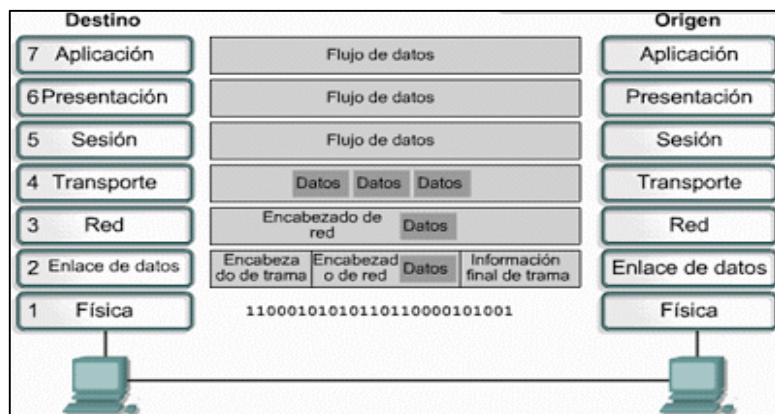 Destino
Origen
7 Aplicación
Flujo de datos
Aplicación
6 Presentación
Flujo de datos
Presentación
5 Sesión
Flujo de datos
Sesión
4 Transporte
Datos Datos Datos
Transporte
3 Red
Encabezado de
red
Datos
Red
2 Enlace de datos
Encabeza
do de trama
Encabezad
o de red
Datos
Información
final de trama
Enlace de datos
1 Física
110001010101101100001010​01
Física